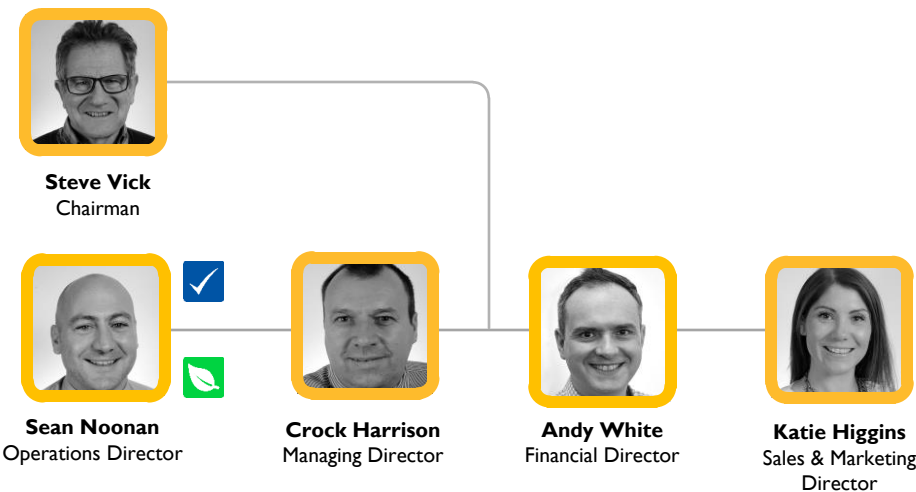 Steve Vick
Chairman
Sean Noonan
Operations Director
Crock Harrison
Managing Director
Andy White
Financial Director
Katie Higgins
Sales & Marketing
Director